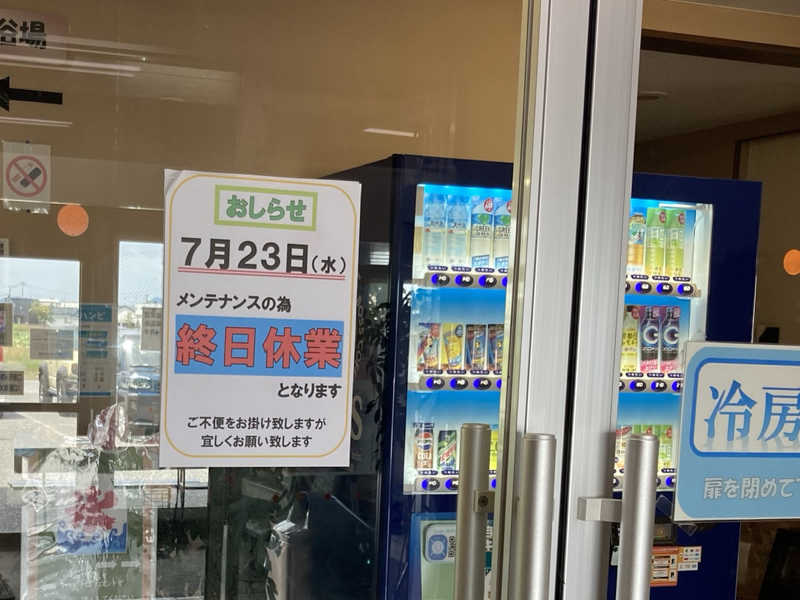 谷場
おしらせ
7月23日(水)
メンテナンスの為
終日休業
となります
ご不便をお掛け致しますが
宜しくお願い致します
冷房
扉を閉めて